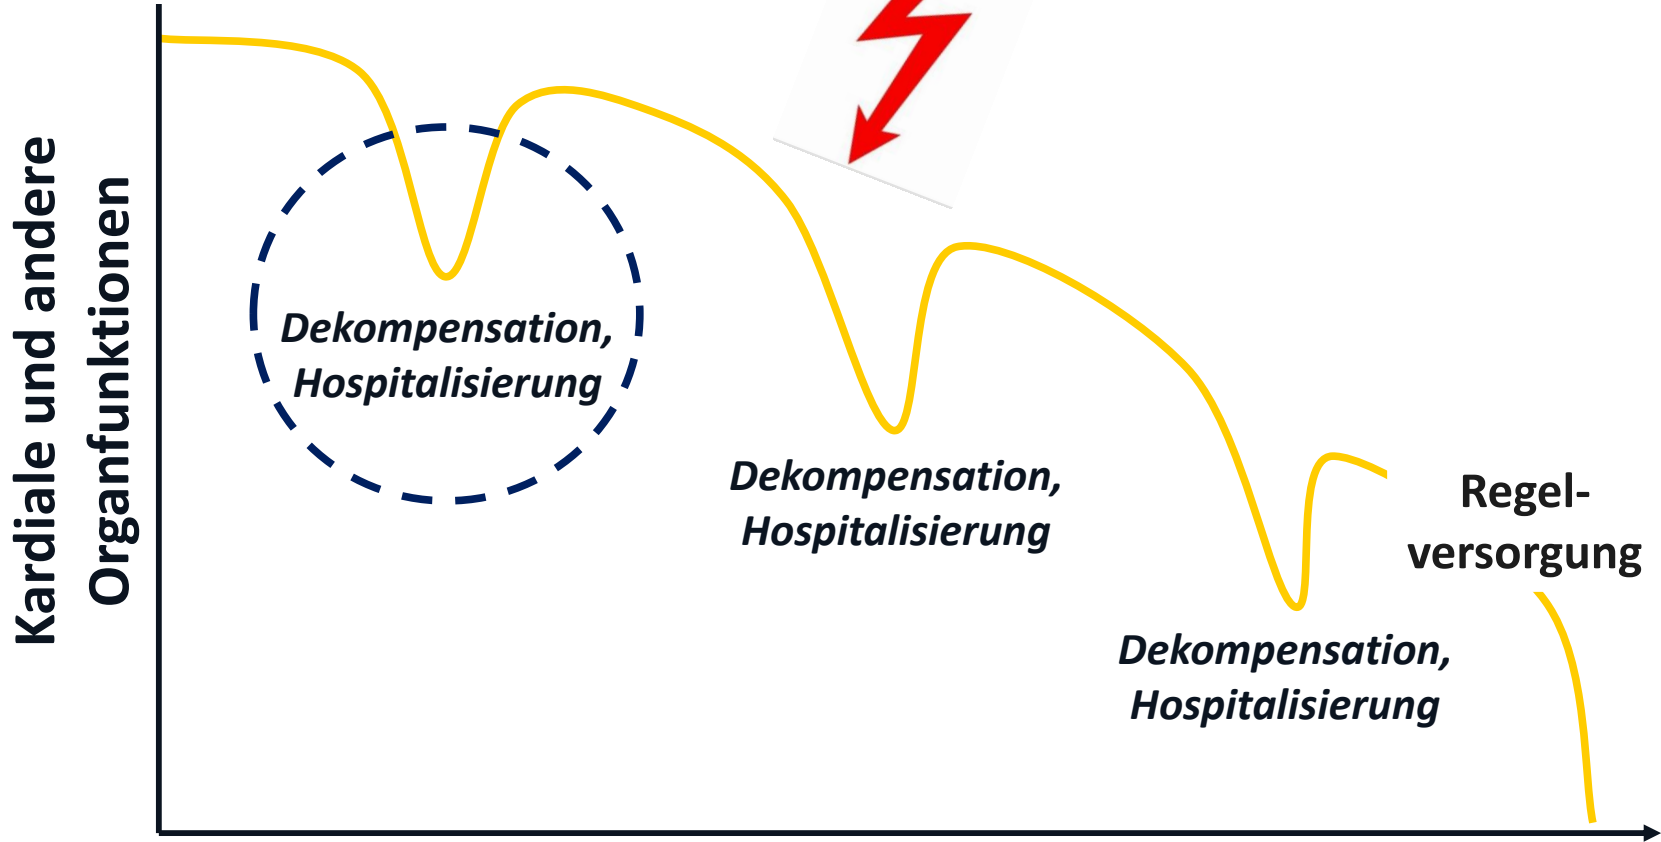 Kardiale und andere
Organfunktionen
Dekompensation,
Hospitalisierung
Dekompensation,
Hospitalisierung
Regel-
versorgung
Dekompensation,
Hospitalisierung